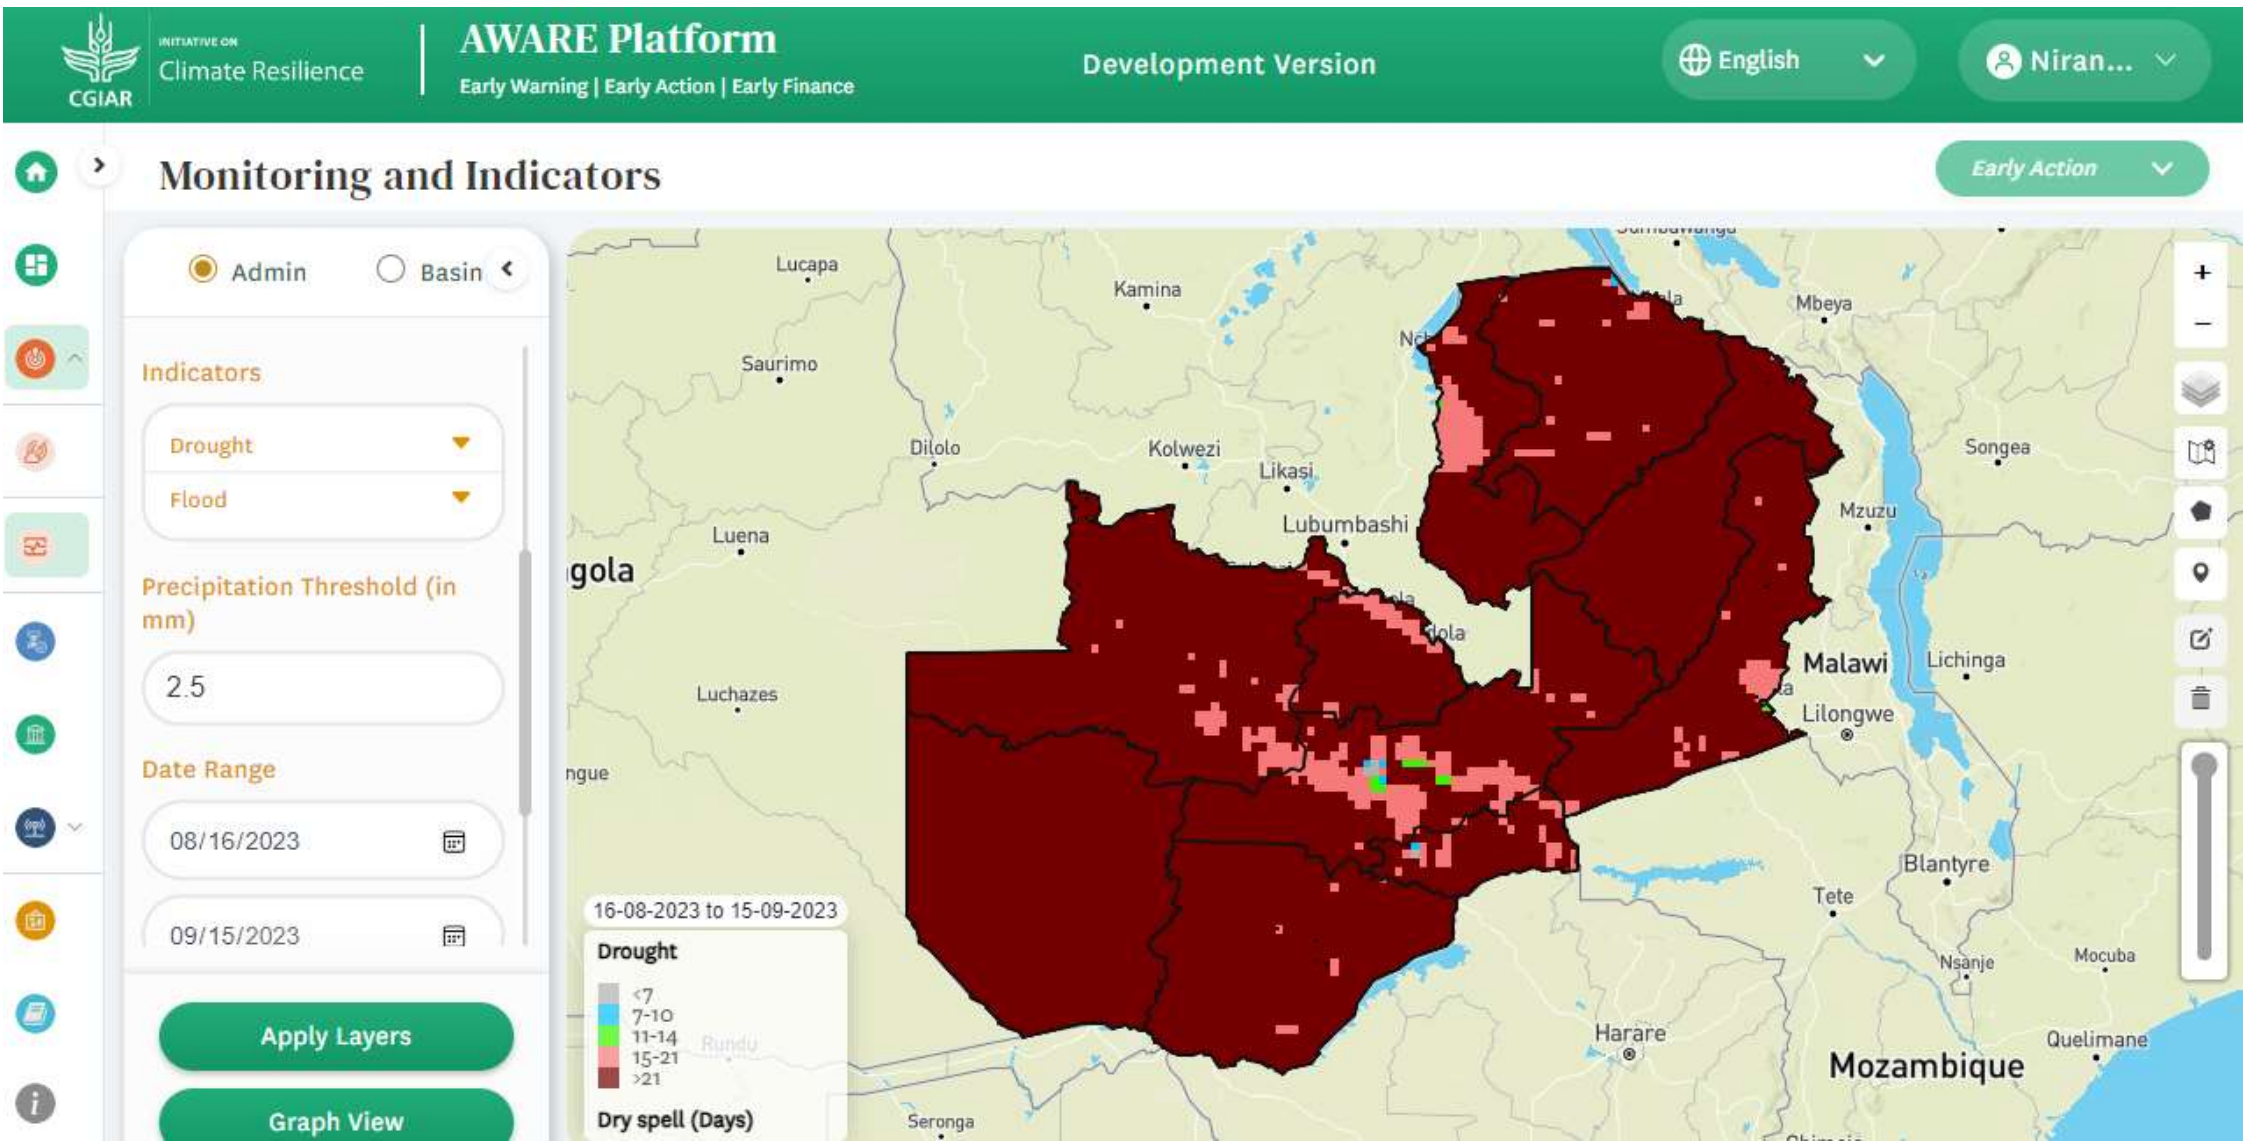 INITIATIVE ON
Climate Resilience
CGIAR
AWARE Platform
Early Warning | Early Action | Early Finance
Development Version
English
Niran...
Monitoring and Indicators
Early Action
Admin
Basin
Indicators
Drought
Flood
Precipitation Threshold (in
mm)
2.5
Date Range
08/16/2023
09/15/2023
Apply Layers
Graph View
Lucapa
Kamina
Mbeya
Saurimo
Dilolo
Kolwezi
Likasi
Songea
Lubumbashi
Mzuzu
Luena
gola
dola
Malawi
Lichinga
Luchazes
Lilongwe
ngue
Blantyre
Tete
Nsanje
Mocuba
Harare
Quelimane
Mozambique
Rundu
Seronga
16-08-2023 to 15-09-2023
Drought
<7
7-10
11-14
15-21
>21
Dry spell (Days)